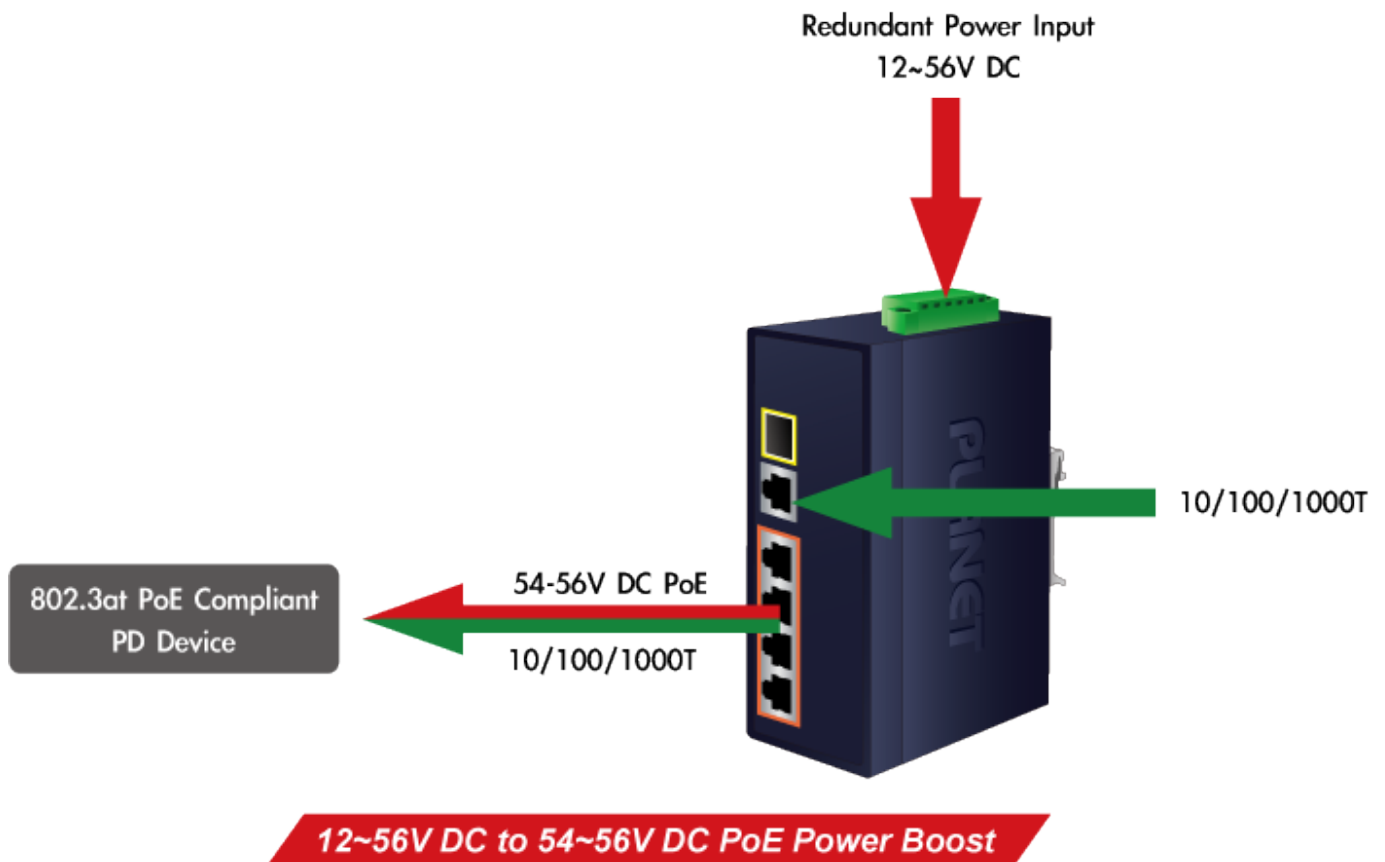 Redundant Power Input
12~56V DC
PLANET
10/100/1000T
54-56V DC PoE
10/100/1000T
802.3at PoE Compliant
PD Device
12~56V DC to 54~56V DC PoE Power Boost